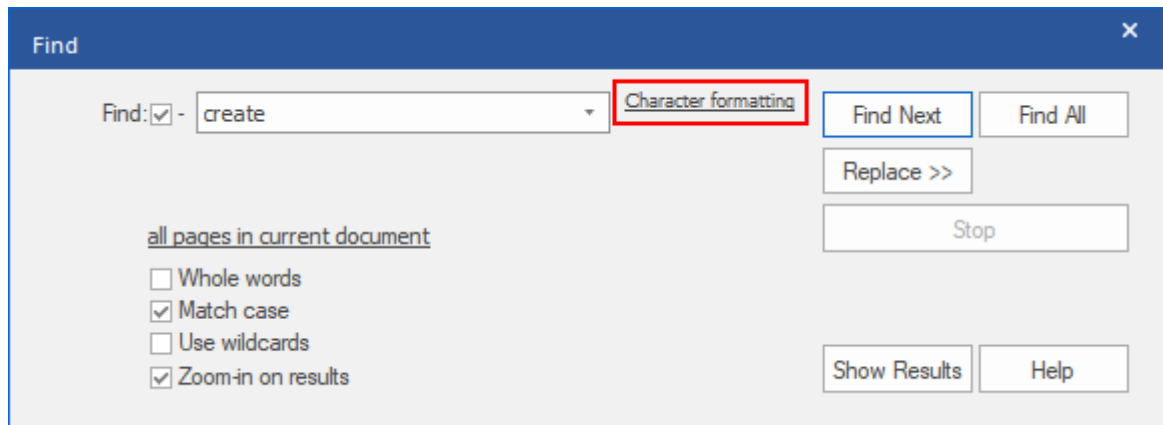 Find
×
Find: - create Character formatting Find Next Find All
Replace >>
all pages in current document Stop
Whole words
Match case
Use wildcards
Zoom-in on results Show Results Help